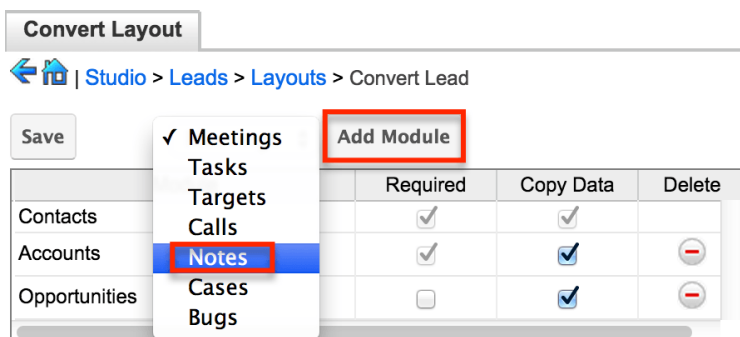 Convert Layout
| Studio > Leads > Layouts > Convert Lead
Save
✓ Meetings
Tasks
Targets
Calls
Notes
Cases
Bugs
Add Module
Required Copy Data Delete
Contacts
Accounts
Opportunities